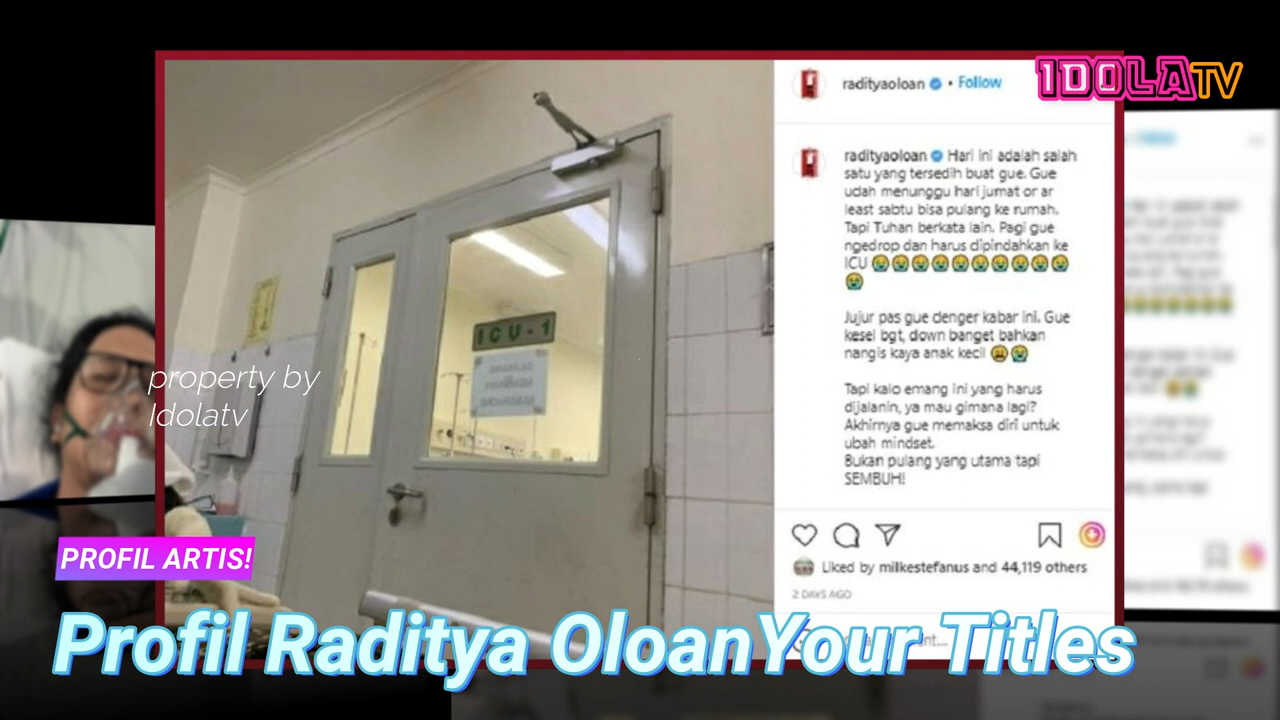 IDOLATV
radityaoloan • Follow
radityaoloan Hari ini adalah salah
satu yang tersedih buat gue. Gue
udah menunggu hari jumat or ar
least sabtu bisa pulang ke rumah.
Tapi Tuhan berkata lain. Pagi gue
ngedrop dan harus dipindahkan ke
ICU 😭😭😭😭😭😭😭😭😭😭
😭
Jujur pas gue denger kabar ini. Gue
kesel bgt, down banget bahkan
nangis kaya anak kecil 😩😭
Tapi kalo emang ini yang harus
dijalanin, ya mau gimana lagi?
Akhirnya gue memaksa diri untuk
ubah mindset.
Bukan pulang yang utama tapi
SEMBUH!
Liked by milkestefanus and 44,119 others
2 DAYS AGO
ICU-1
property by
Idolatv
PROFIL ARTIS!
Profil Raditya OloanYour Titles